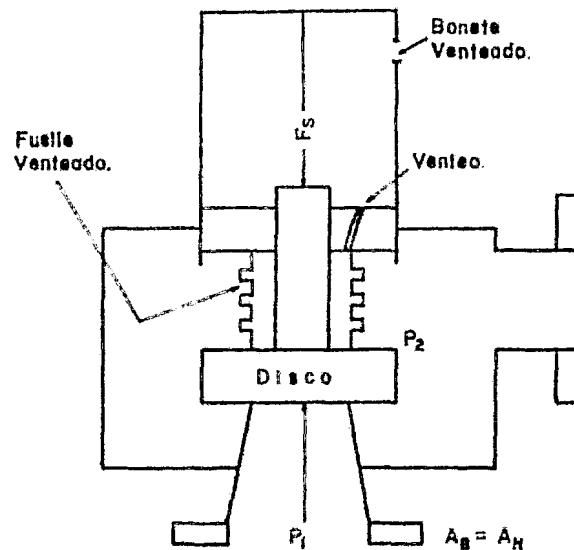 Bonete
Venteado.
Fs
Fuelle
Venteado.
Venteo.
P2
Disco
P1
AB = AN